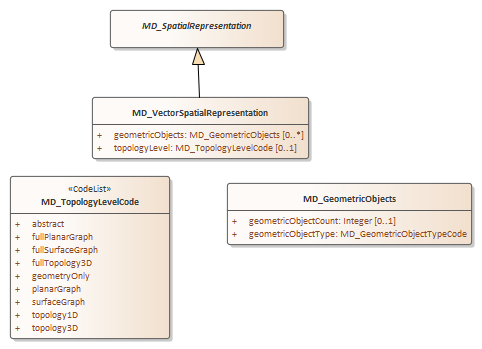 MD_SpatialRepresentation
MD_VectorSpatialRepresentation
+ geometricObjects: MD_GeometricObjects [0..*]
+ topologyLevel: MD_TopologyLevelCode [0..1]
«CodeList»
MD_TopologyLevelCode
+ abstract
+ fullPlanarGraph
+ fullSurfaceGraph
+ fullTopology3D
+ geometryOnly
+ planarGraph
+ surfaceGraph
+ topology1D
+ topology3D
MD_GeometricObjects
+ geometricObjectCount: Integer [0..1]
+ geometricObjectType: MD_GeometricObjectTypeCode